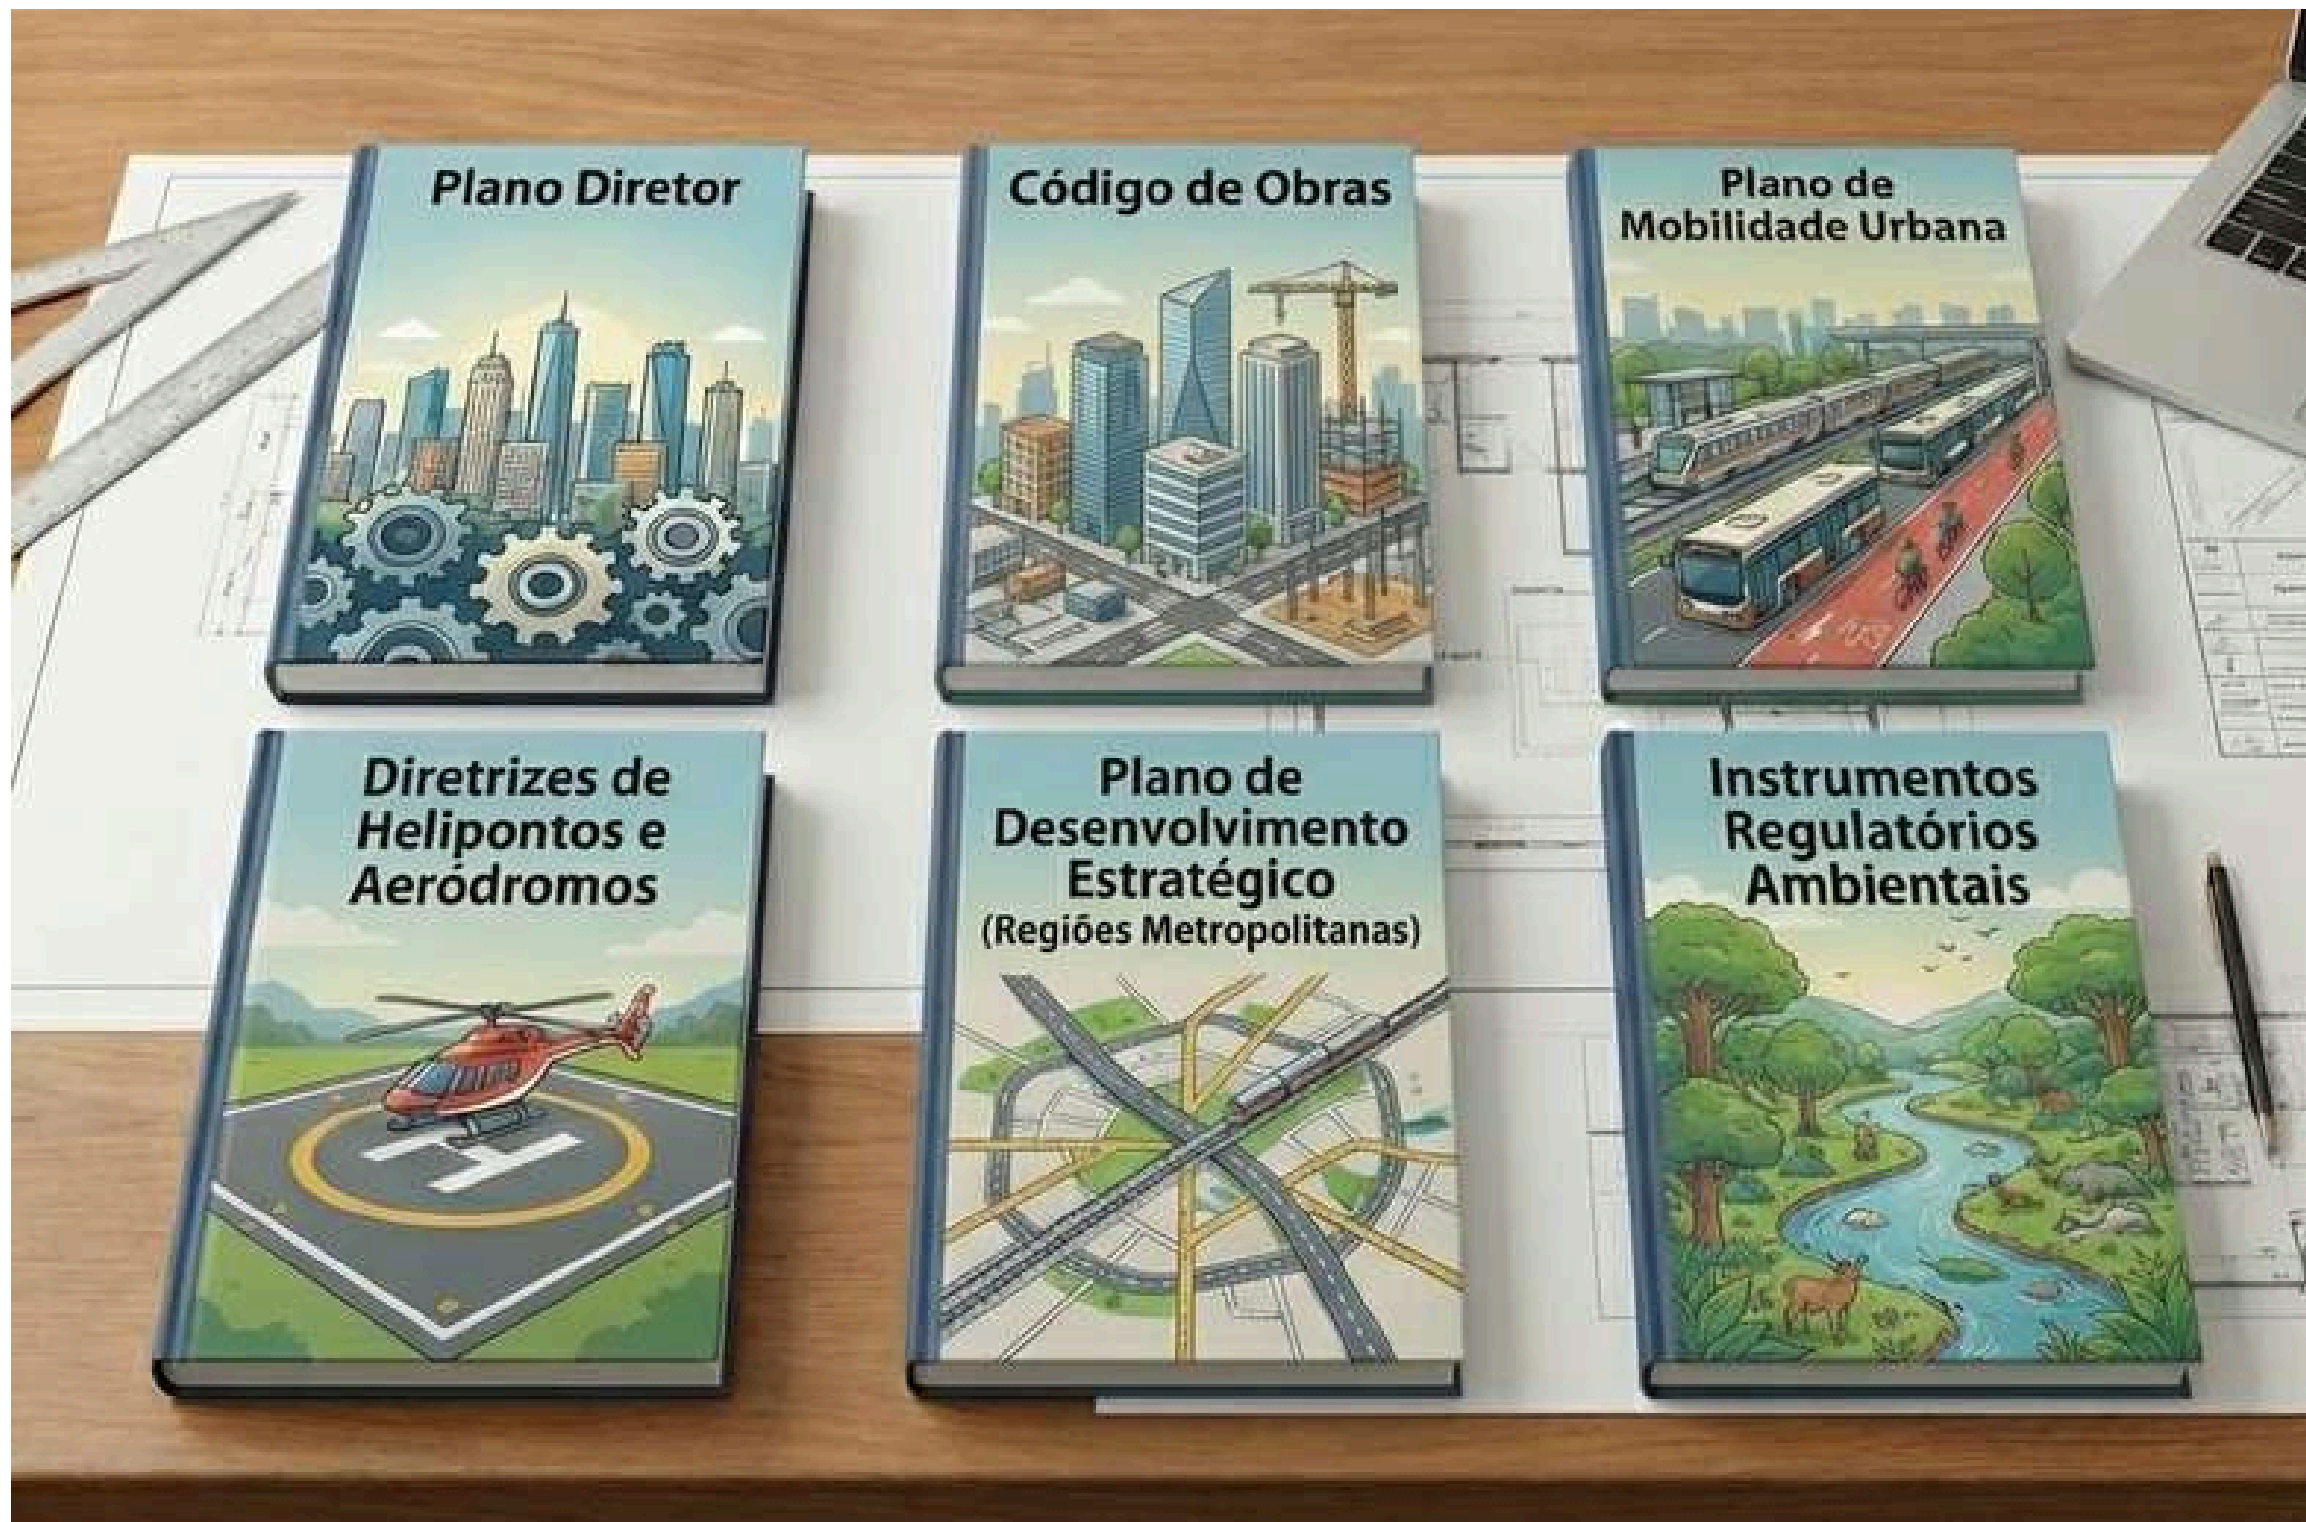 Plano Diretor
Código de Obras
Plano de
Mobilidade Urbana
Diretrizes de
Helipontos e
Aeródromos
Plano de
Desenvolvimento
Estratégico
(Regiões Metropolitanas)
Instrumentos
Regulatórios
Ambientais